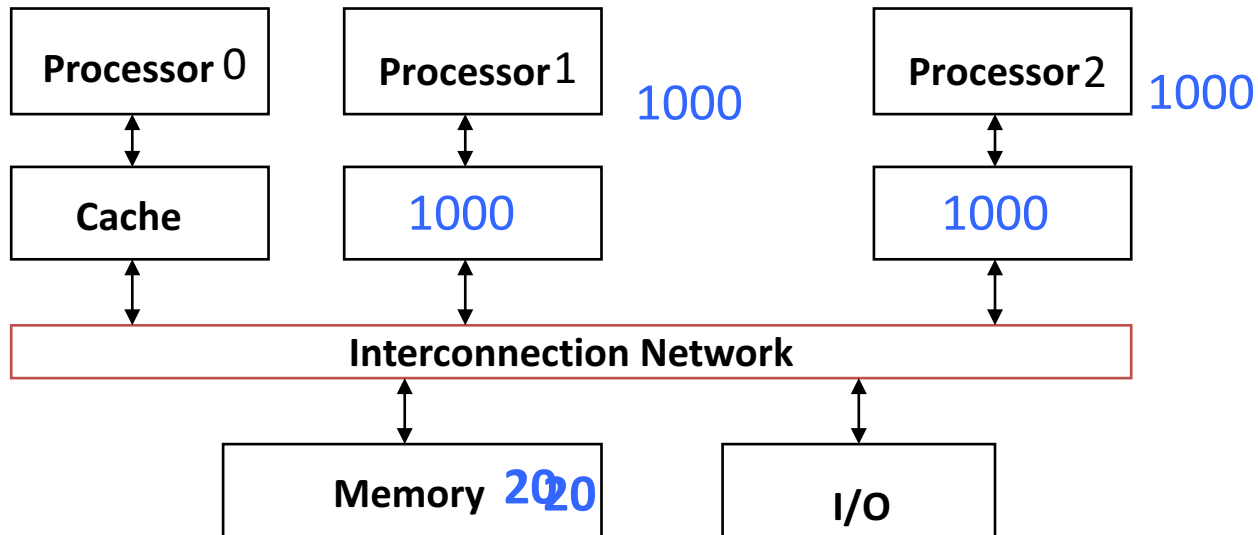 Processor 0
Processor 1
1000
Processor 2
1000
Cache
1000
1000
Interconnection Network
Memory 20 20
I/O